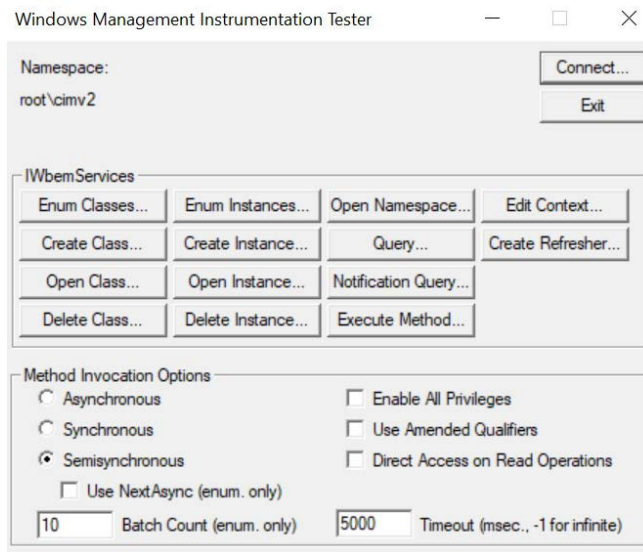 Windows Management Instrumentation Tester
Namespace:
Connect...
root\cimv2
Exit
IWbemServices
Enum Classes... Enum Instances... Open Namespace... Edit Context...
Create Class... Create Instance... Query... Create Refresher...
Open Class... Open Instance... Notification Query...
Delete Class... Delete Instance... Execute Method...
Method Invocation Options
Asynchronous Enable All Privileges
Synchronous Use Amended Qualifiers
Semisynchronous Direct Access on Read Operations
Use NextAsync (enum. only)
10 Batch Count (enum. only) 5000 Timeout (msec., -1 for infinite)